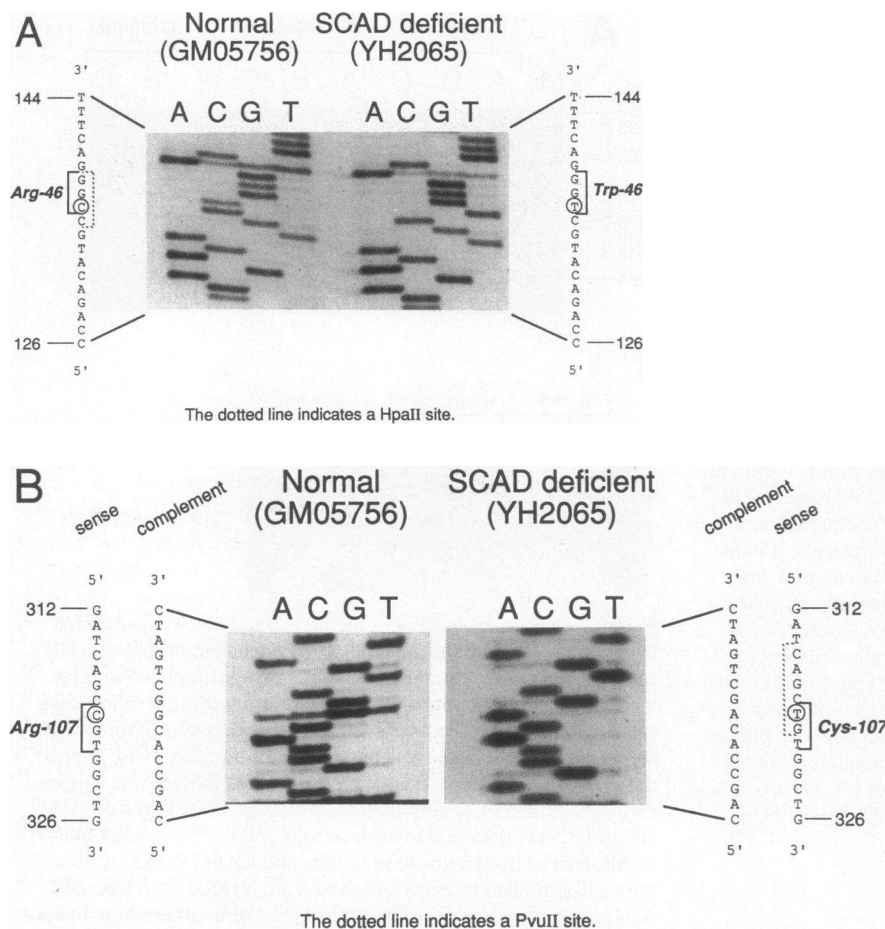 A
Normal
(GM05756)
SCAD deficient
(YH2065)
3'
144
T T T C A G G G C C G T A C A G A C C
Arg-46
126
5'
A C G T
A C G T
3'
144
T T T C A G G G T C G T A C A G A C C
Trp-46
126
5'
The dotted line indicates a HpaII site.
B
sense
complement
Normal
(GM05756)
SCAD deficient
(YH2065)
complement
sense
5'
3'
312
Arg-107
326
3'
5'
C T A G T C G G C A C C G A C
A C G T
A C G T
3'
5'
C T A G T C G A C A C C G A C
312
Cys-107
326
5'
3'
The dotted line indicates a PvuII site.